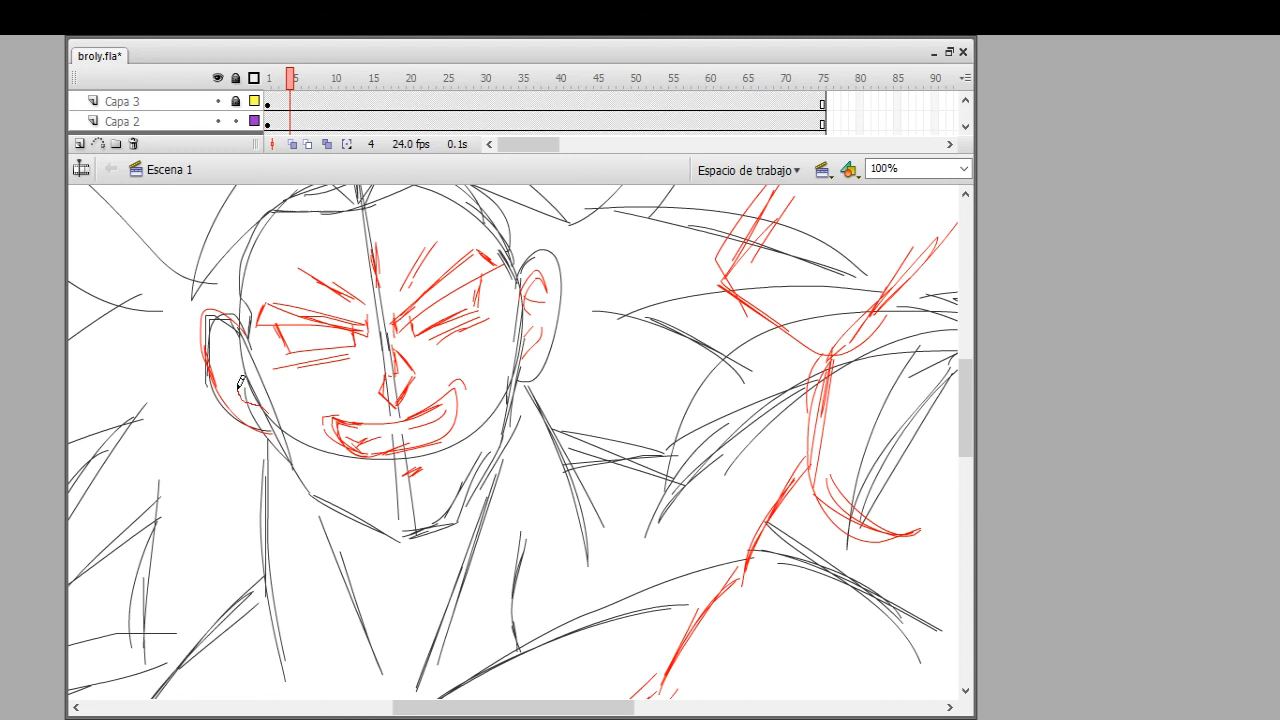 broly.fla*
1 5 10 15 20 25 30 35 40 45 50 55 60 65 70 75 80 85 90
Capa 3
Capa 2
4 24.0 fps 0.1s
Escena 1 Espacio de trabajo 100%